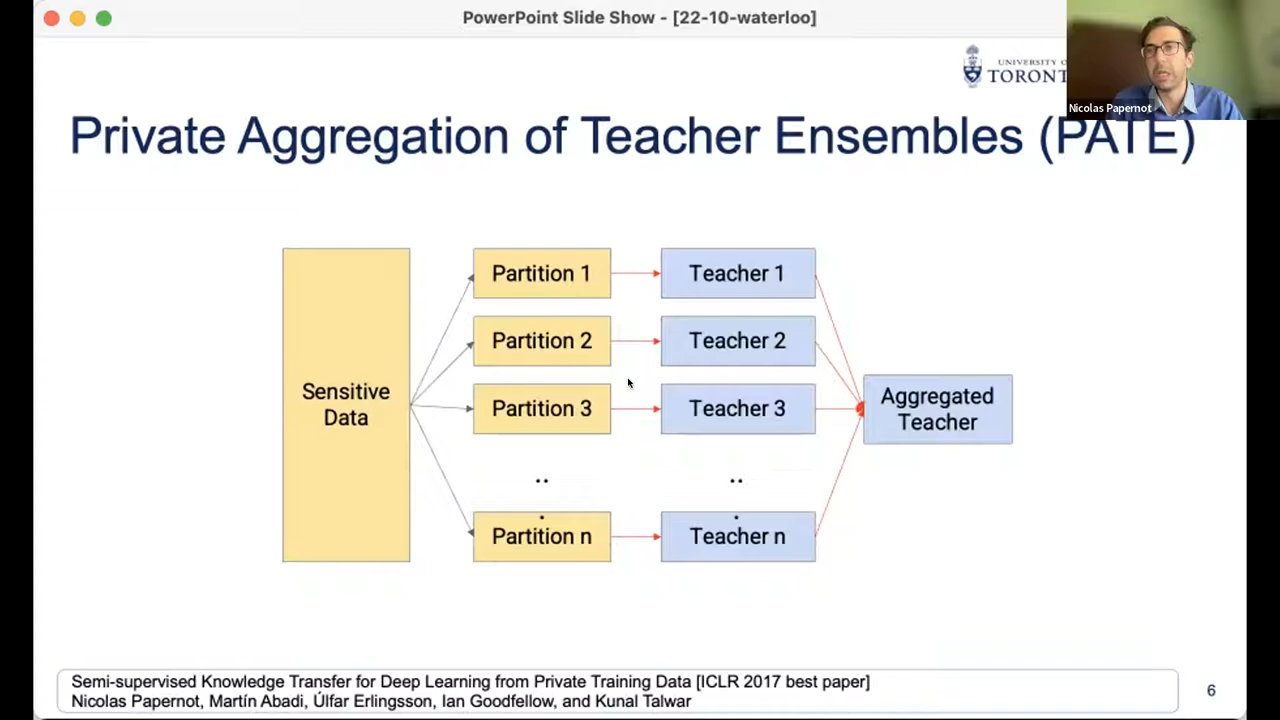 PowerPoint Slide Show - [22-10-waterloo]
UNIVERSITY OF
TORONT
Nicolas Papernot
Private Aggregation of Teacher Ensembles (PATE)
Sensitive
Data
Partition 1
Teacher 1
Partition 2
Teacher 2
Partition 3
Teacher 3
Aggregated
Teacher
...
...
Partition n
Teacher n
Semi-supervised Knowledge Transfer for Deep Learning from Private Training Data [ICLR 2017 best paper]
Nicolas Papernot, Martín Abadi, Úlfar Erlingsson, Ian Goodfellow, and Kunal Talwar
6